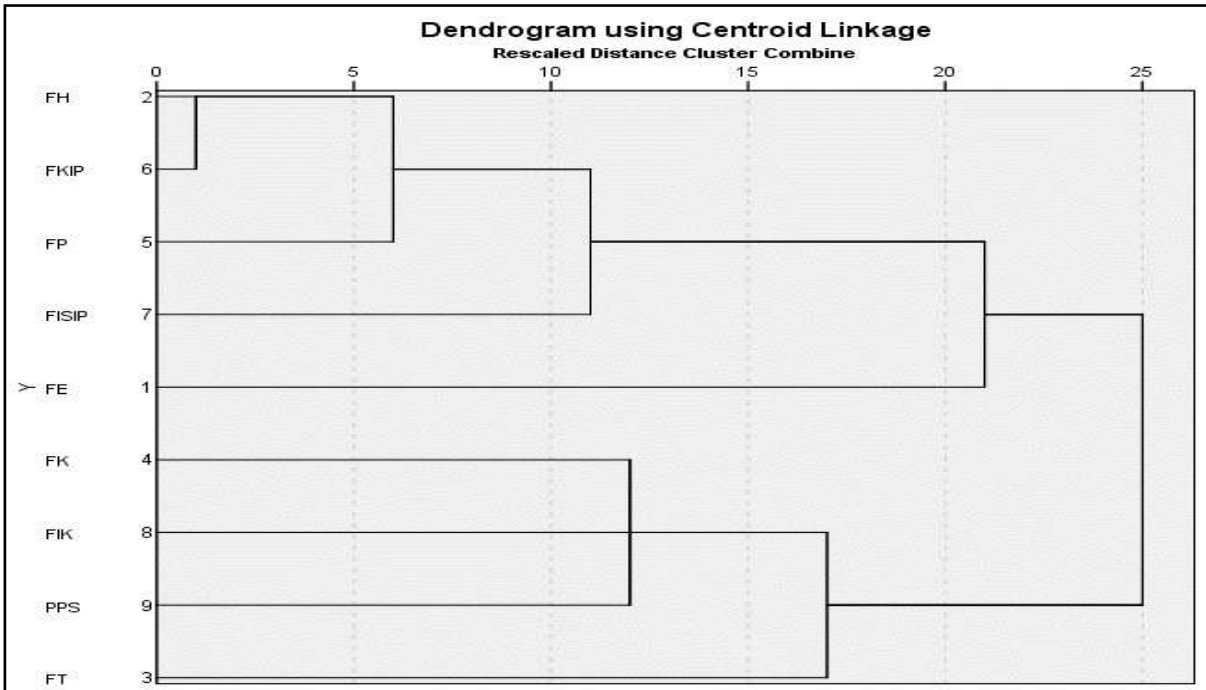 Dendrogram using Centroid Linkage
Rescaled Distance Cluster Combine
0 5 10 15 20 25
FH 2
FKIP 6
FP 5
FISIP 7
Y
FE 1
FK 4
FIK 8
PPS 9
FT 3